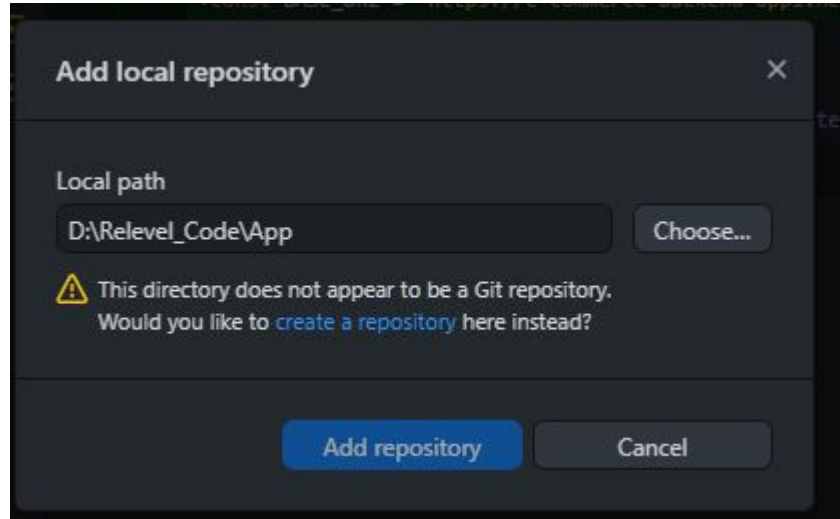 Add local repository
Local path
D:\Relevel_Code\App
Choose...
This directory does not appear to be a Git repository.
Would you like to create a repository here instead?
Add repository
Cancel